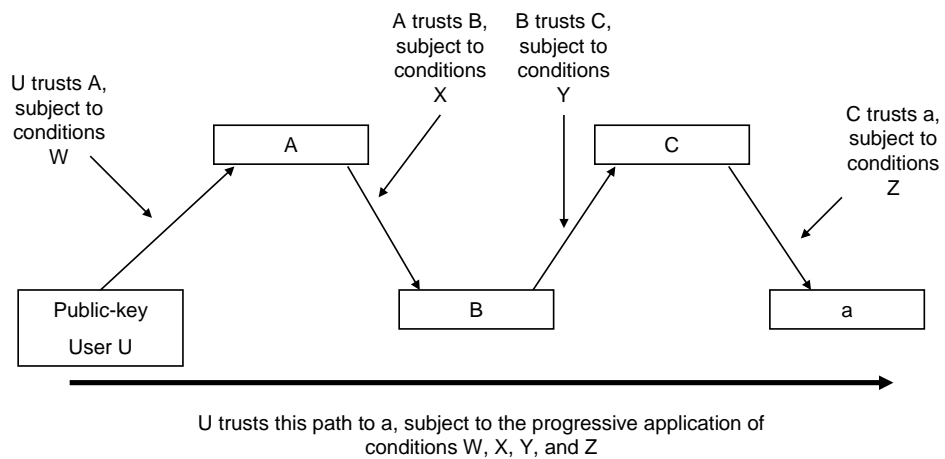 A trusts B,
subject to
conditions
X
B trusts C,
subject to
conditions
Y
U trusts A,
subject to
conditions
W
C trusts a,
subject to
conditions
Z
A
C
Public-key
User U
B
a
U trusts this path to a, subject to the progressive application of
conditions W, X, Y, and Z